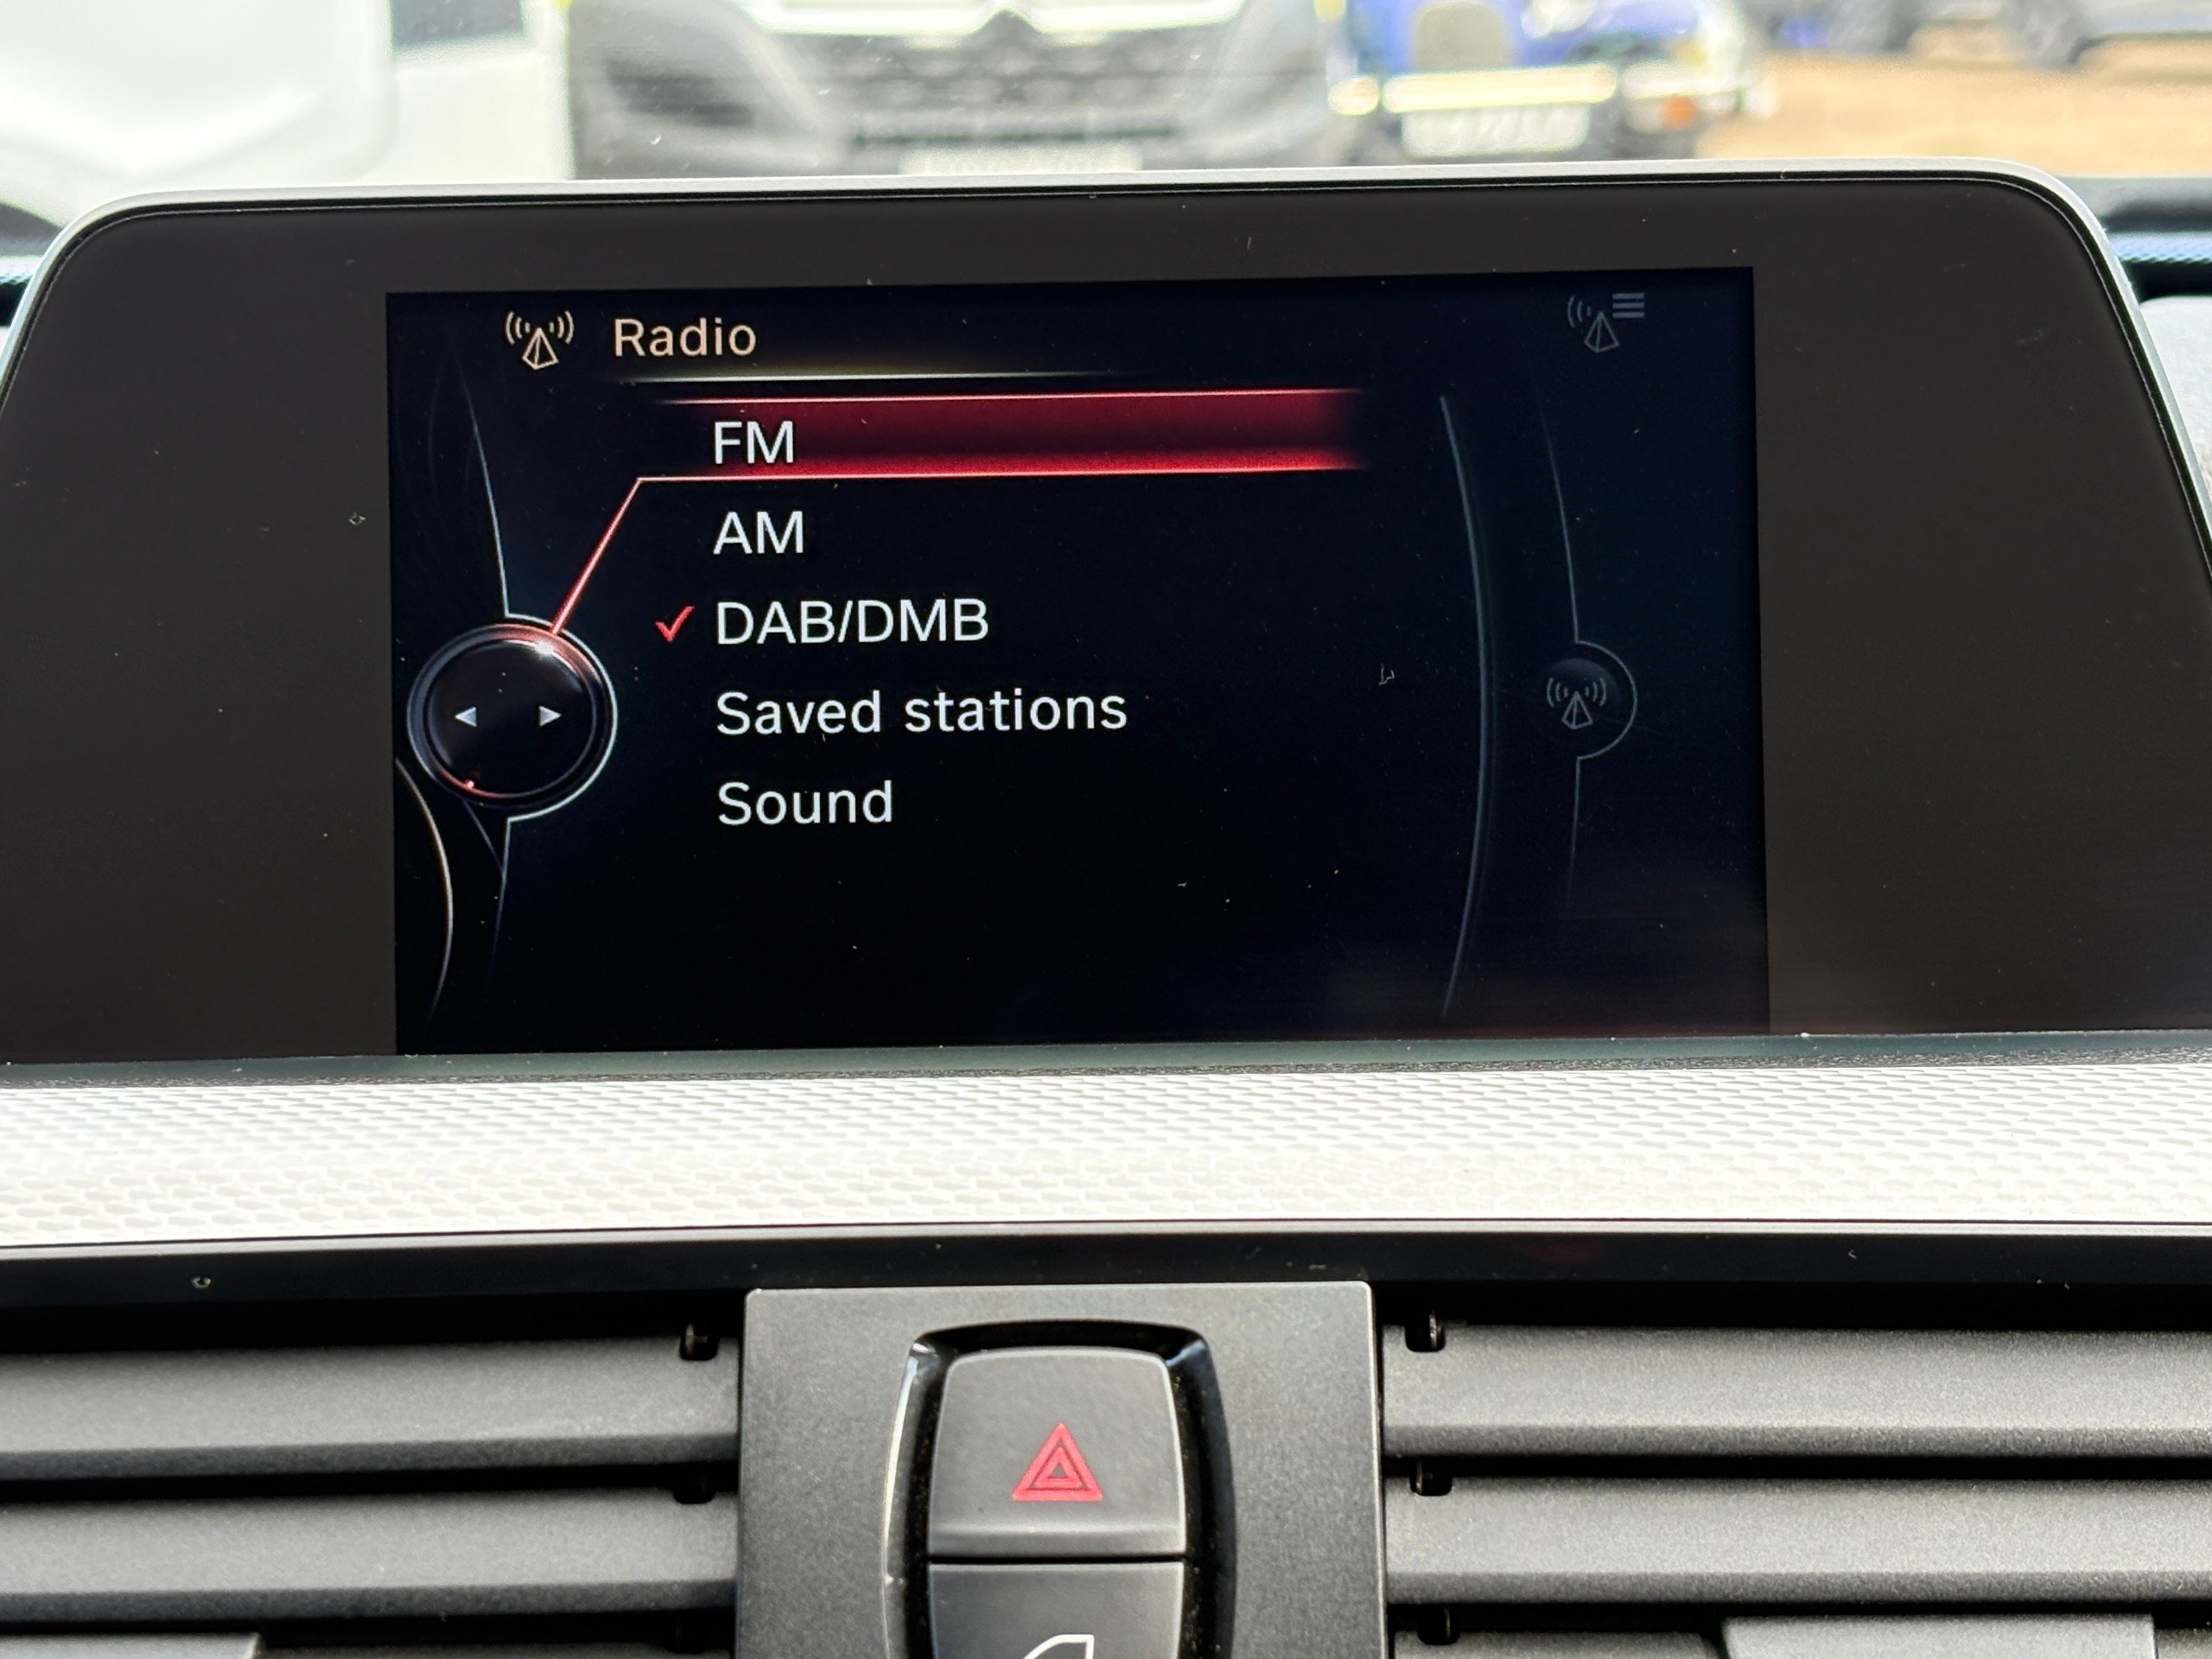 Radio
FM
AM
DAB/DMB
Saved stations
Sound